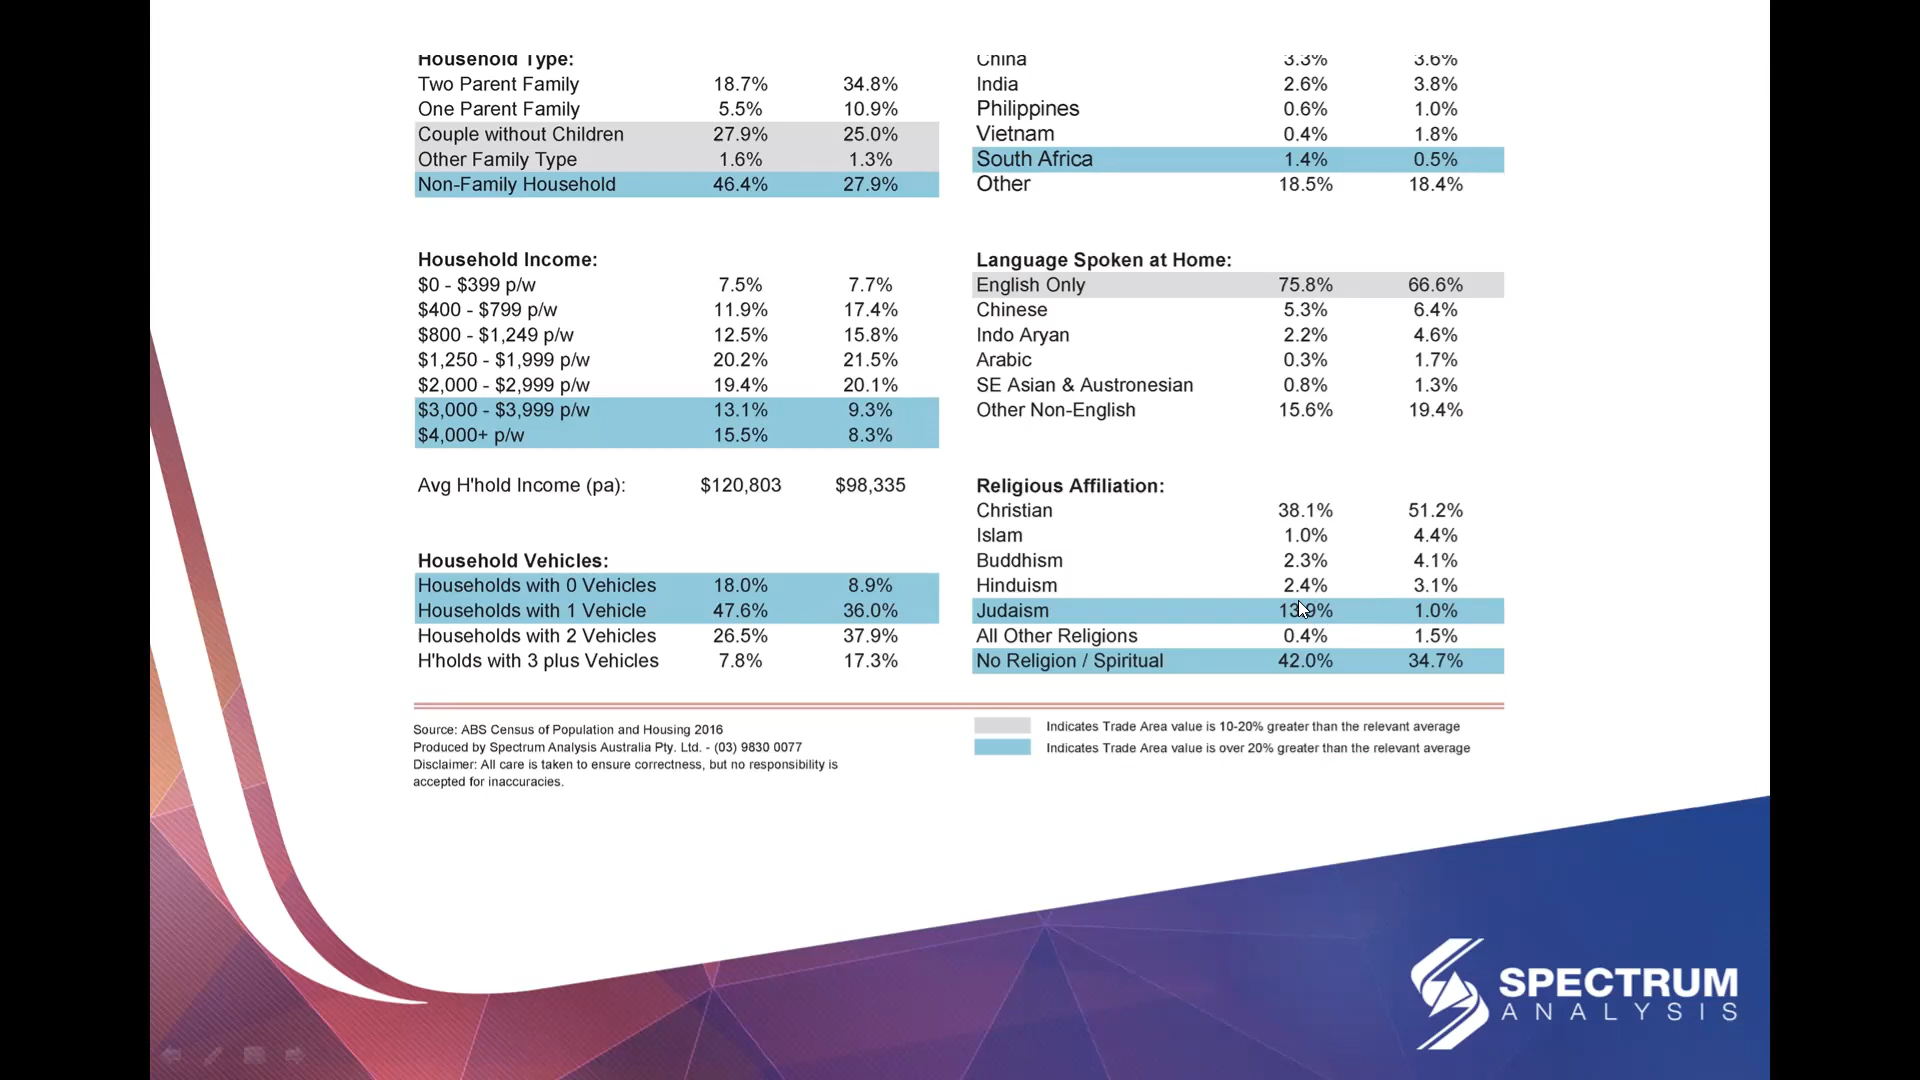 Household Type:
Two Parent Family 18.7% 34.8%
One Parent Family 5.5% 10.9%
Couple without Children 27.9% 25.0%
Other Family Type 1.6% 1.3%
Non-Family Household 46.4% 27.9%
Household Income:
$0 - $399 p/w 7.5% 7.7%
$400 - $799 p/w 11.9% 17.4%
$800 - $1,249 p/w 12.5% 15.8%
$1,250 - $1,999 p/w 20.2% 21.5%
$2,000 - $2,999 p/w 19.4% 20.1%
$3,000 - $3,999 p/w 13.1% 9.3%
$4,000+ p/w 15.5% 8.3%
Avg H'hold Income (pa): $120,803 $98,335
Household Vehicles:
Households with 0 Vehicles 18.0% 8.9%
Households with 1 Vehicle 47.6% 36.0%
Households with 2 Vehicles 26.5% 37.9%
H'holds with 3 plus Vehicles 7.8% 17.3%
China 3.3% 3.6%
India 2.6% 3.8%
Philippines 0.6% 1.0%
Vietnam 0.4% 1.8%
South Africa 1.4% 0.5%
Other 18.5% 18.4%
Language Spoken at Home:
English Only 75.8% 66.6%
Chinese 5.3% 6.4%
Indo Aryan 2.2% 4.6%
Arabic 0.3% 1.7%
SE Asian & Austronesian 0.8% 1.3%
Other Non-English 15.6% 19.4%
Religious Affiliation:
Christian 38.1% 51.2%
Islam 1.0% 4.4%
Buddhism 2.3% 4.1%
Hinduism 2.4% 3.1%
Judaism 13.9% 1.0%
All Other Religions 0.4% 1.5%
No Religion / Spiritual 42.0% 34.7%
Source: ABS Census of Population and Housing 2016
Produced by Spectrum Analysis Australia Pty. Ltd. - (03) 9830 0077
Disclaimer: All care is taken to ensure correctness, but no responsibility is
accepted for inaccuracies.
Indicates Trade Area value is 10-20% greater than the relevant average
Indicates Trade Area value is over 20% greater than the relevant average
SPECTRUM
ANALYSIS